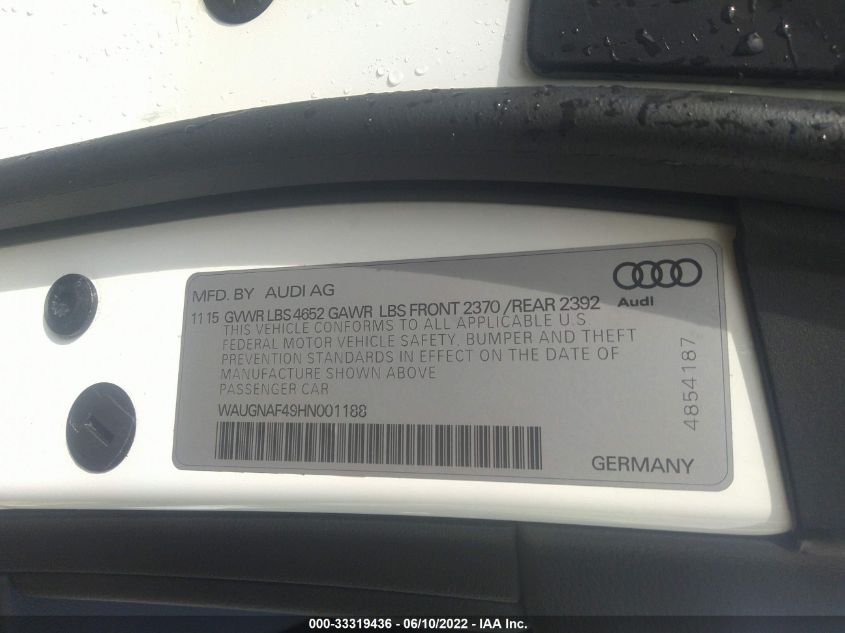 MFD. BY AUDI AG
Audi
11 15 GVWR LBS 4652 GAWR LBS FRONT 2370 / REAR 2392
THIS VEHICLE CONFORMS TO ALL APPLICABLE U.S.
FEDERAL MOTOR VEHICLE SAFETY, BUMPER AND THEFT
PREVENTION STANDARDS IN EFFECT ON THE DATE OF
MANUFACTURE SHOWN ABOVE
PASSENGER CAR
WAUGNAF49HN001188
4854187
GERMANY
000-33319436 - 06/10/2022 - IAA Inc.